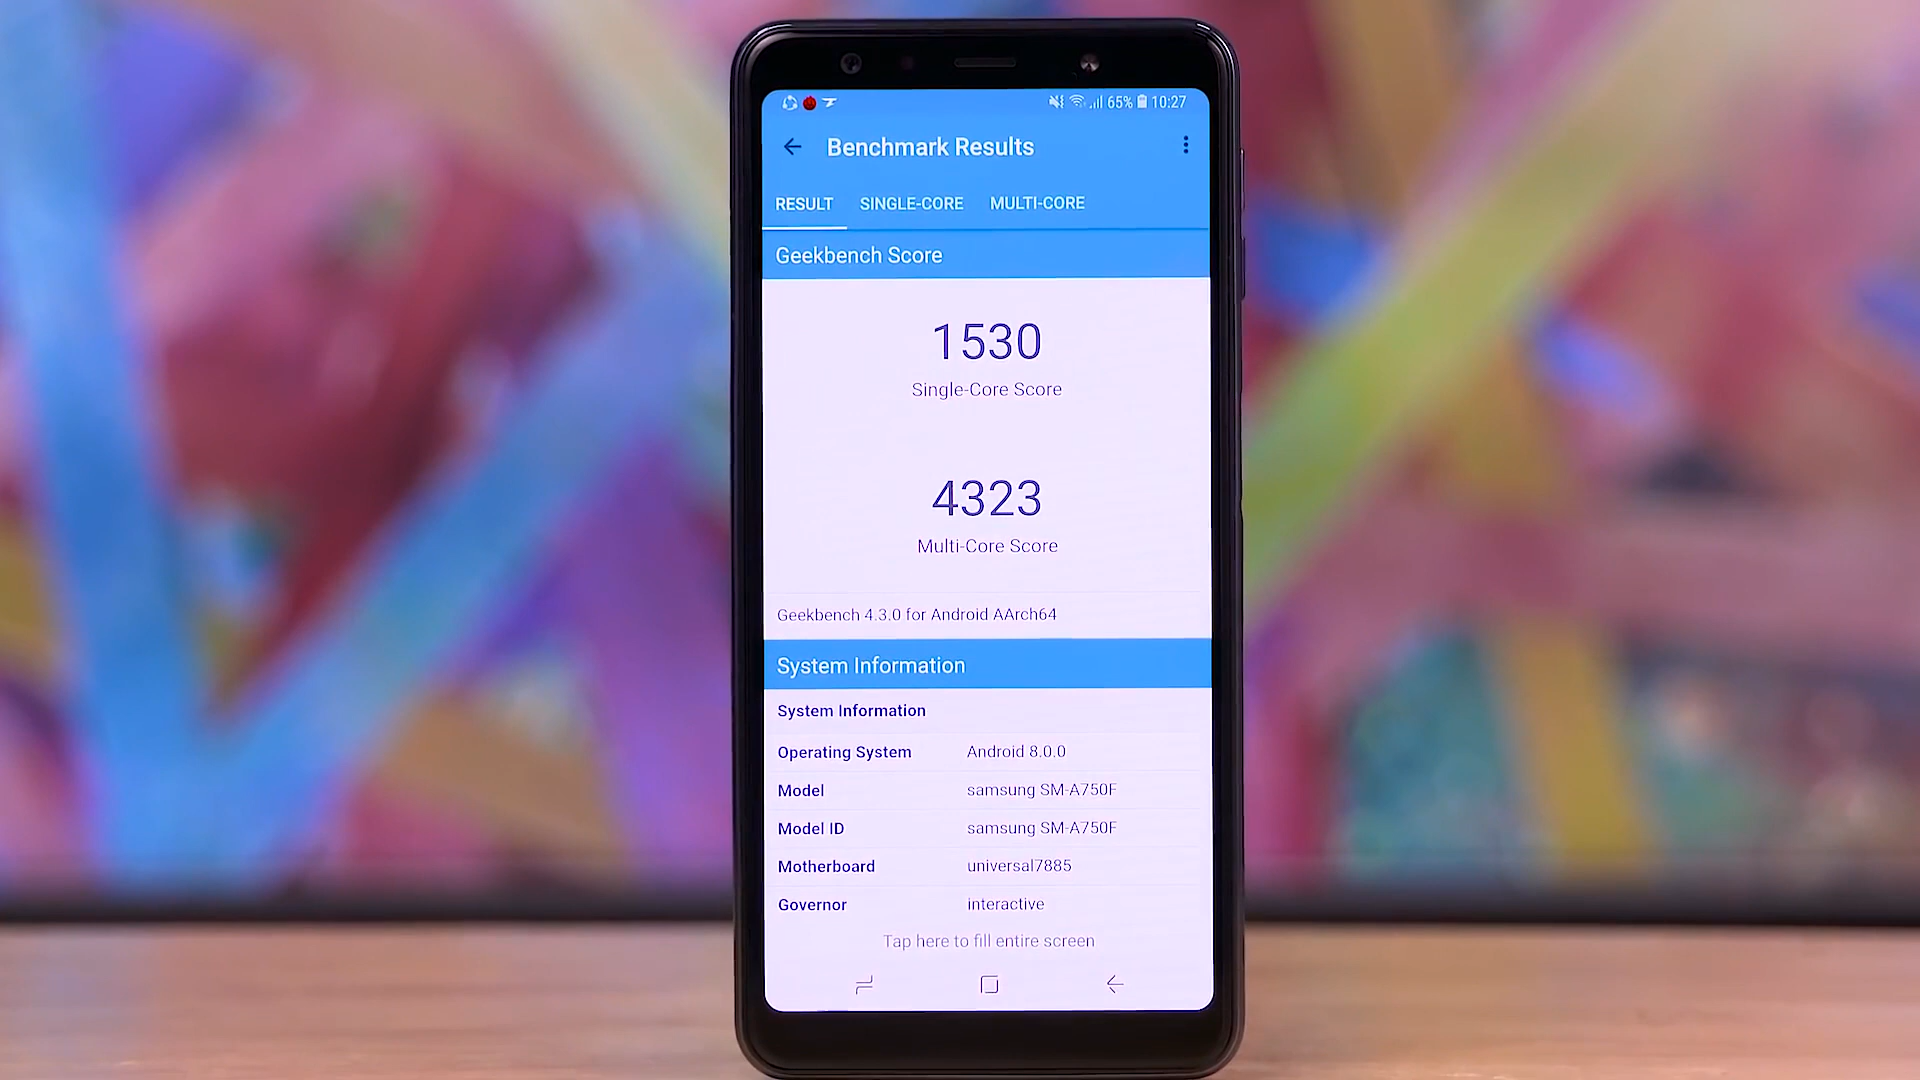 65% 10:27
Benchmark Results
RESULT SINGLE-CORE MULTI-CORE
Geekbench Score
1530
Single-Core Score
4323
Multi-Core Score
Geekbench 4.3.0 for Android AArch64
System Information
System Information
Operating System Android 8.0.0
Model samsung SM-A750F
Model ID samsung SM-A750F
Motherboard universal7885
Governor interactive
Tap here to fill entire screen